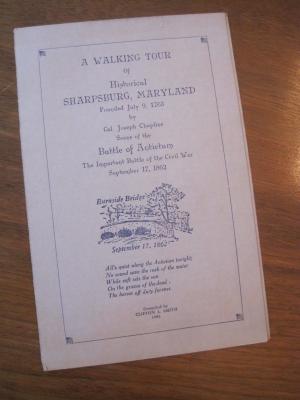 A WALKING TOUR
of
Historical
SHARPSBURG, MARYLAND
Founded July 9, 1763
by
Col. Joseph Chapline
Scene of the
Battle of Antietam
The Important Battle of the Civil War
September 17, 1862
Burnside Bridge
September 17, 1862
All's quiet along the Antietam tonight;
No sound save the rush of the water
While soft sets the sun
On the graves of the dead -
The heroes off duty forever.
Compiled by
CLIFTON A. SMITH